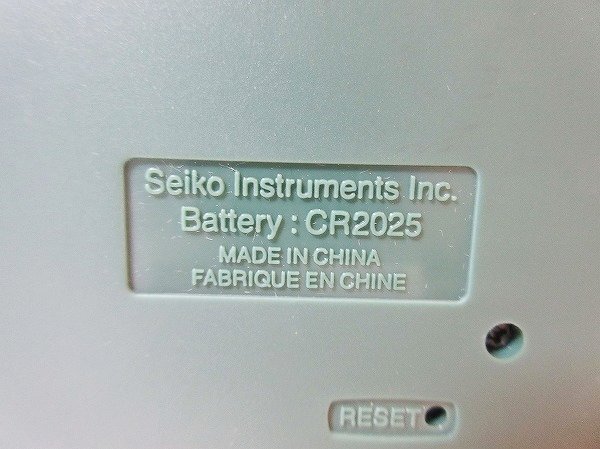 Seiko Instruments Inc.
Battery : CR2025
MADE IN CHINA
FABRIQUE EN CHINE
RESET